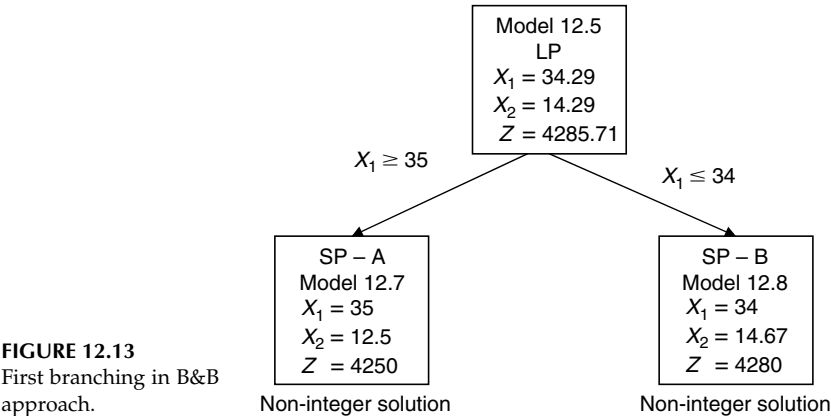 Model 12.5
LP
X1 = 34.29
X2 = 14.29
Z = 4285.71
X1 ≥ 35
X1 ≤ 34
SP – A
Model 12.7
X1 = 35
X2 = 12.5
Z = 4250
Non-integer solution
SP – B
Model 12.8
X1 = 34
X2 = 14.67
Z = 4280
Non-integer solution
FIGURE 12.13
First branching in B&B
approach.